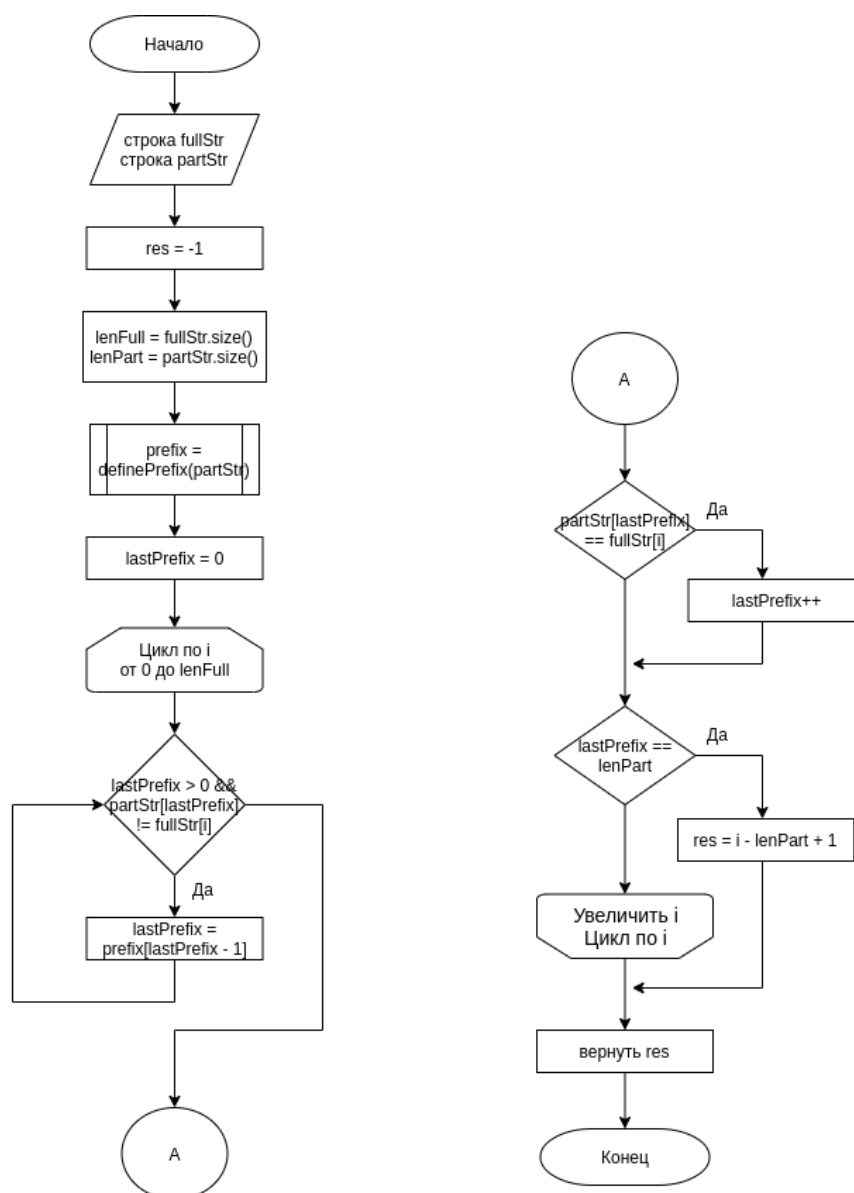 Начало
строка fullStr
строка partStr
res = -1
lenFull = fullStr.size()
lenPart = partStr.size()
prefix =
definePrefix(partStr)
lastPrefix = 0
Цикл по i
от 0 до lenFull
lastPrefix > 0 &&
partStr[lastPrefix]
!= fullStr[i]
Да
lastPrefix =
prefix[lastPrefix - 1]
A
A
partStr[lastPrefix]
== fullStr[i]
Да
lastPrefix++
lastPrefix ==
lenPart
Да
res = i - lenPart + 1
Увеличить i
Цикл по i
вернуть res
Конец